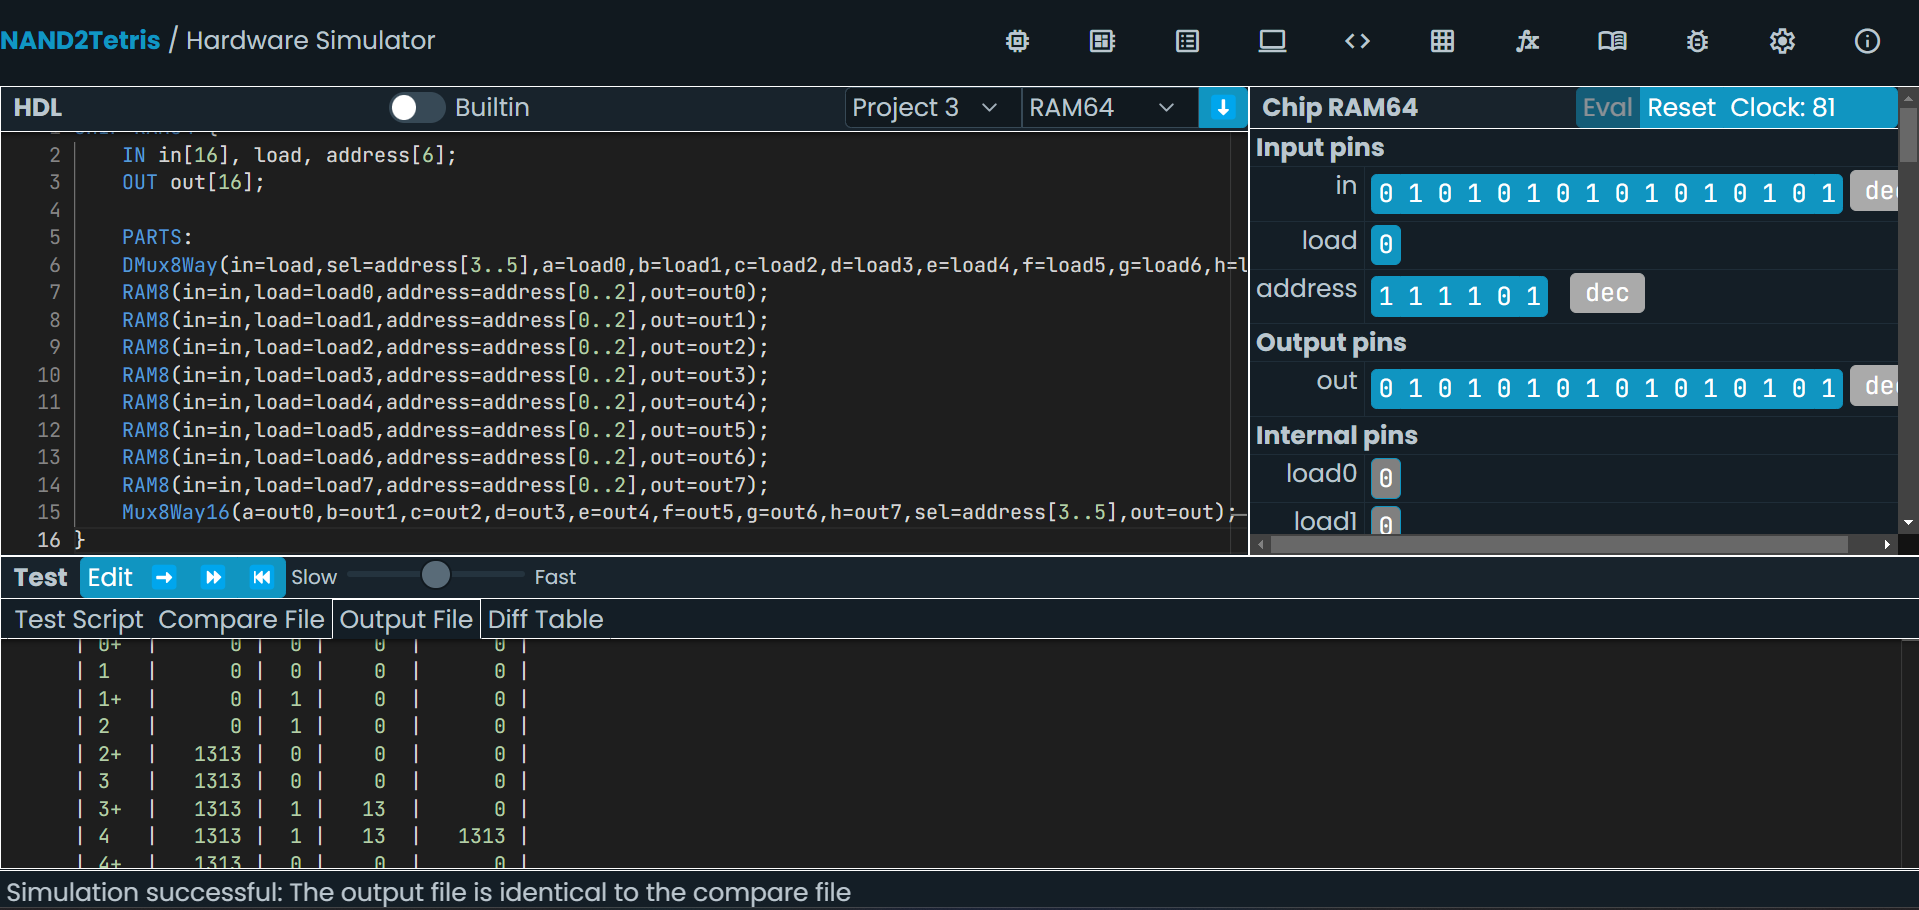 NAND2Tetris / Hardware Simulator
HDL Builtin Project 3 RAM64
2 IN in[16], load, address[6];
3 OUT out[16];
4
5 PARTS:
6 DMux8Way(in=load,sel=address[3..5],a=load0,b=load1,c=load2,d=load3,e=load4,f=load5,g=load6,h=l
7 RAM8(in=in,load=load0,address=address[0..2],out=out0);
8 RAM8(in=in,load=load1,address=address[0..2],out=out1);
9 RAM8(in=in,load=load2,address=address[0..2],out=out2);
10 RAM8(in=in,load=load3,address=address[0..2],out=out3);
11 RAM8(in=in,load=load4,address=address[0..2],out=out4);
12 RAM8(in=in,load=load5,address=address[0..2],out=out5);
13 RAM8(in=in,load=load6,address=address[0..2],out=out6);
14 RAM8(in=in,load=load7,address=address[0..2],out=out7);
15 Mux8Way16(a=out0,b=out1,c=out2,d=out3,e=out4,f=out5,g=out6,h=out7,sel=address[3..5],out=out);
16 }
Chip RAM64 Eval Reset Clock: 81
Input pins
in 0 1 0 1 0 1 0 1 0 1 0 1 0 1 0 1 dec
load 0
address 1 1 1 1 0 1 dec
Output pins
out 0 1 0 1 0 1 0 1 0 1 0 1 0 1 0 1 dec
Internal pins
load0 0
load1 0
Test Edit Slow Fast
Test Script Compare File Output File Diff Table
| 0+ | 0 | 0 | 0 | 0 |
| 1 | 0 | 0 | 0 | 0 |
| 1+ | 0 | 1 | 0 | 0 |
| 2 | 0 | 1 | 0 | 0 |
| 2+ | 1313 | 0 | 0 | 0 |
| 3 | 1313 | 0 | 0 | 0 |
| 3+ | 1313 | 1 | 13 | 0 |
| 4 | 1313 | 1 | 13 | 1313 |
| 4+ | 1313 | 0 | 0 | 0 |
Simulation successful: The output file is identical to the compare file